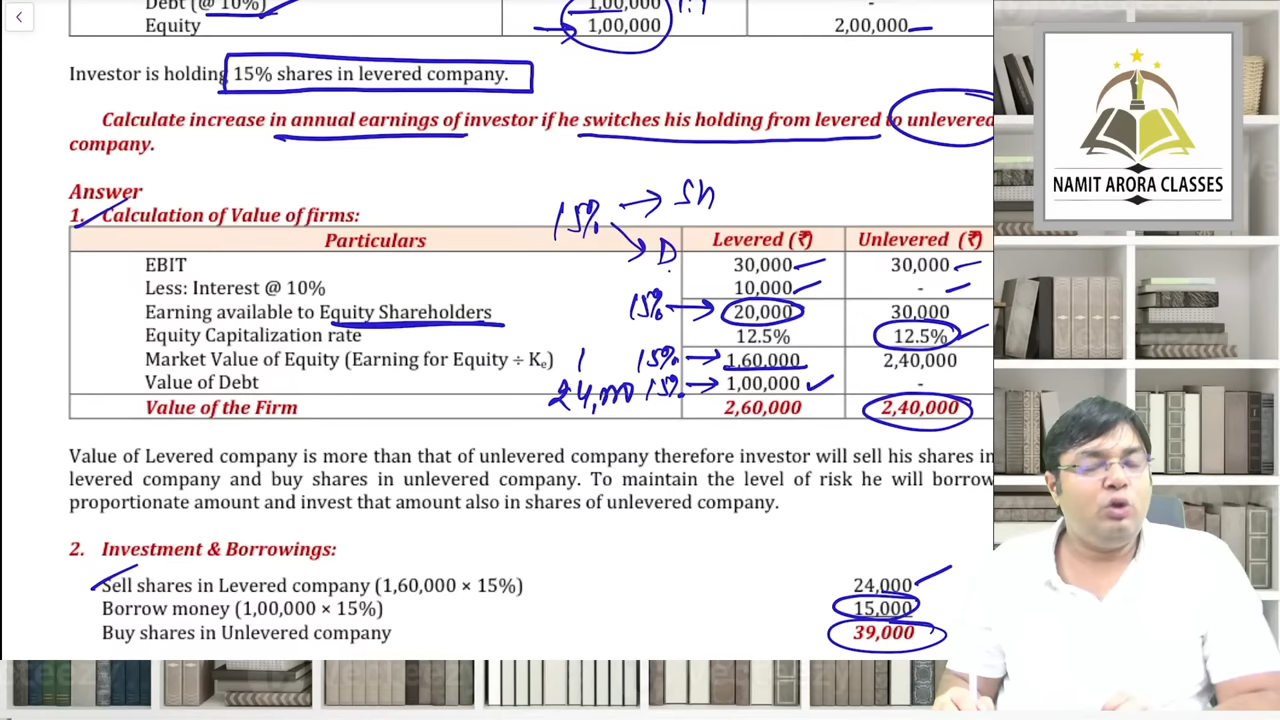 Debt (@ 10%) 1,00,000 -
Equity 1,00,000 2,00,000
Investor is holding 15% shares in levered company.
Calculate increase in annual earnings of investor if he switches his holding from levered to unlevered
company.
Answer
1. Calculation of Value of firms:
15% → Sh
→ D
Particulars Levered (₹) Unlevered (₹)
EBIT 30,000 30,000
Less: Interest @ 10% 10,000 -
Earning available to Equity Shareholders 15% → 20,000 30,000
Equity Capitalization rate 12.5% 12.5%
Market Value of Equity (Earning for Equity ÷ Ke) 15% → 1,60,000 2,40,000
Value of Debt 24,000 15% → 1,00,000 -
Value of the Firm 2,60,000 2,40,000
Value of Levered company is more than that of unlevered company therefore investor will sell his shares in
levered company and buy shares in unlevered company. To maintain the level of risk he will borrow
proportionate amount and invest that amount also in shares of unlevered company.
2. Investment & Borrowings:
Sell shares in Levered company (1,60,000 × 15%) 24,000
Borrow money (1,00,000 × 15%) 15,000
Buy shares in Unlevered company 39,000
NAMIT ARORA CLASSES